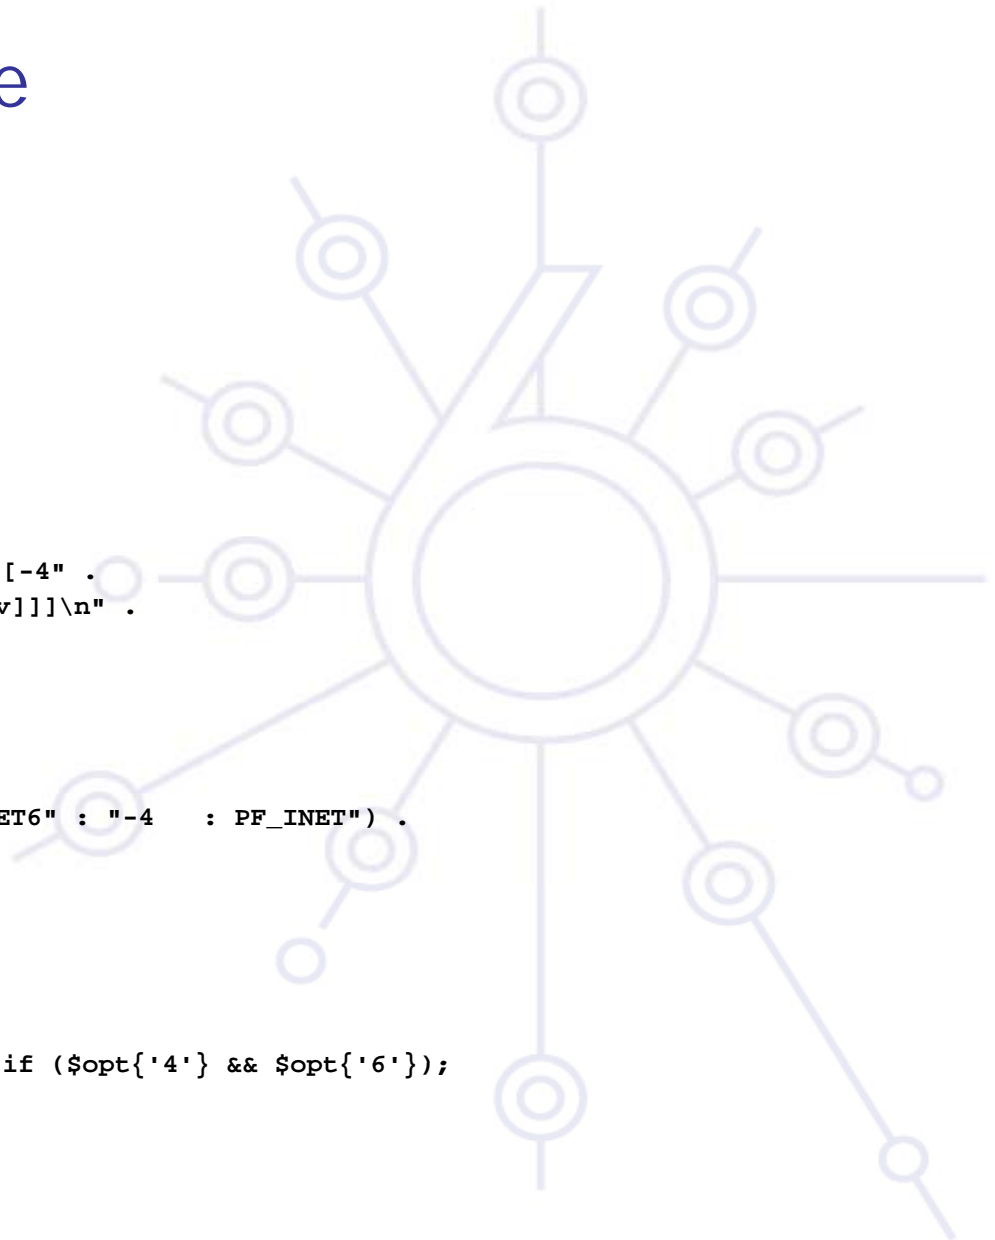 e
[-4" .
v]]]\n" .
ET6" : "-4   : PF_INET") .
if ($opt{'4'} && $opt{'6'});